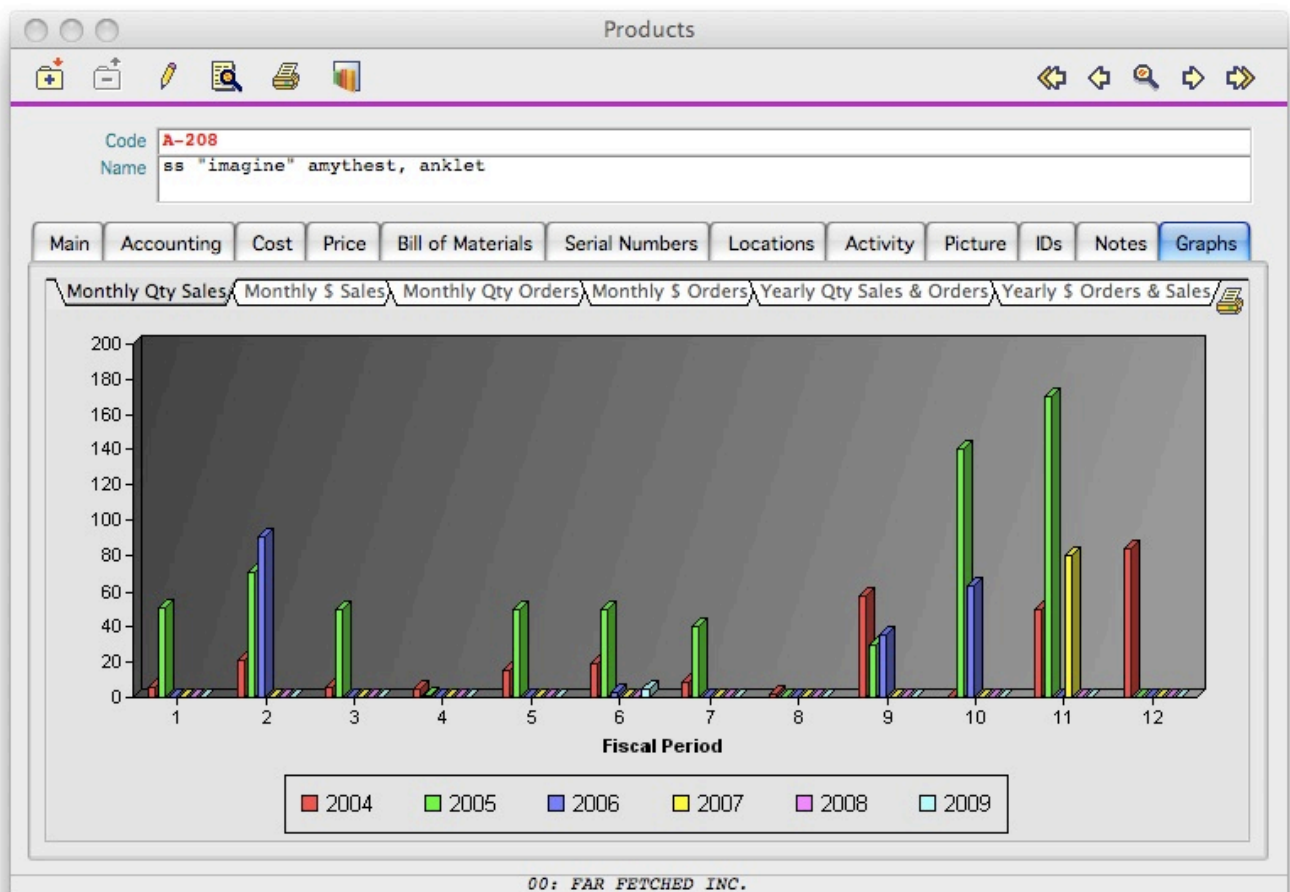 Products
Code A-208
Name ss "imagine" amythest, anklet
Main Accounting Cost Price Bill of Materials Serial Numbers Locations Activity Picture IDs Notes Graphs
Monthly Qty Sales Monthly $ Sales Monthly Qty Orders Monthly $ Orders Yearly Qty Sales & Orders Yearly $ Orders & Sales
200
180
160
140
120
100
80
60
40
20
0
1 2 3 4 5 6 7 8 9 10 11 12
Fiscal Period
2004 2005 2006 2007 2008 2009
00: FAR FETCHED INC.